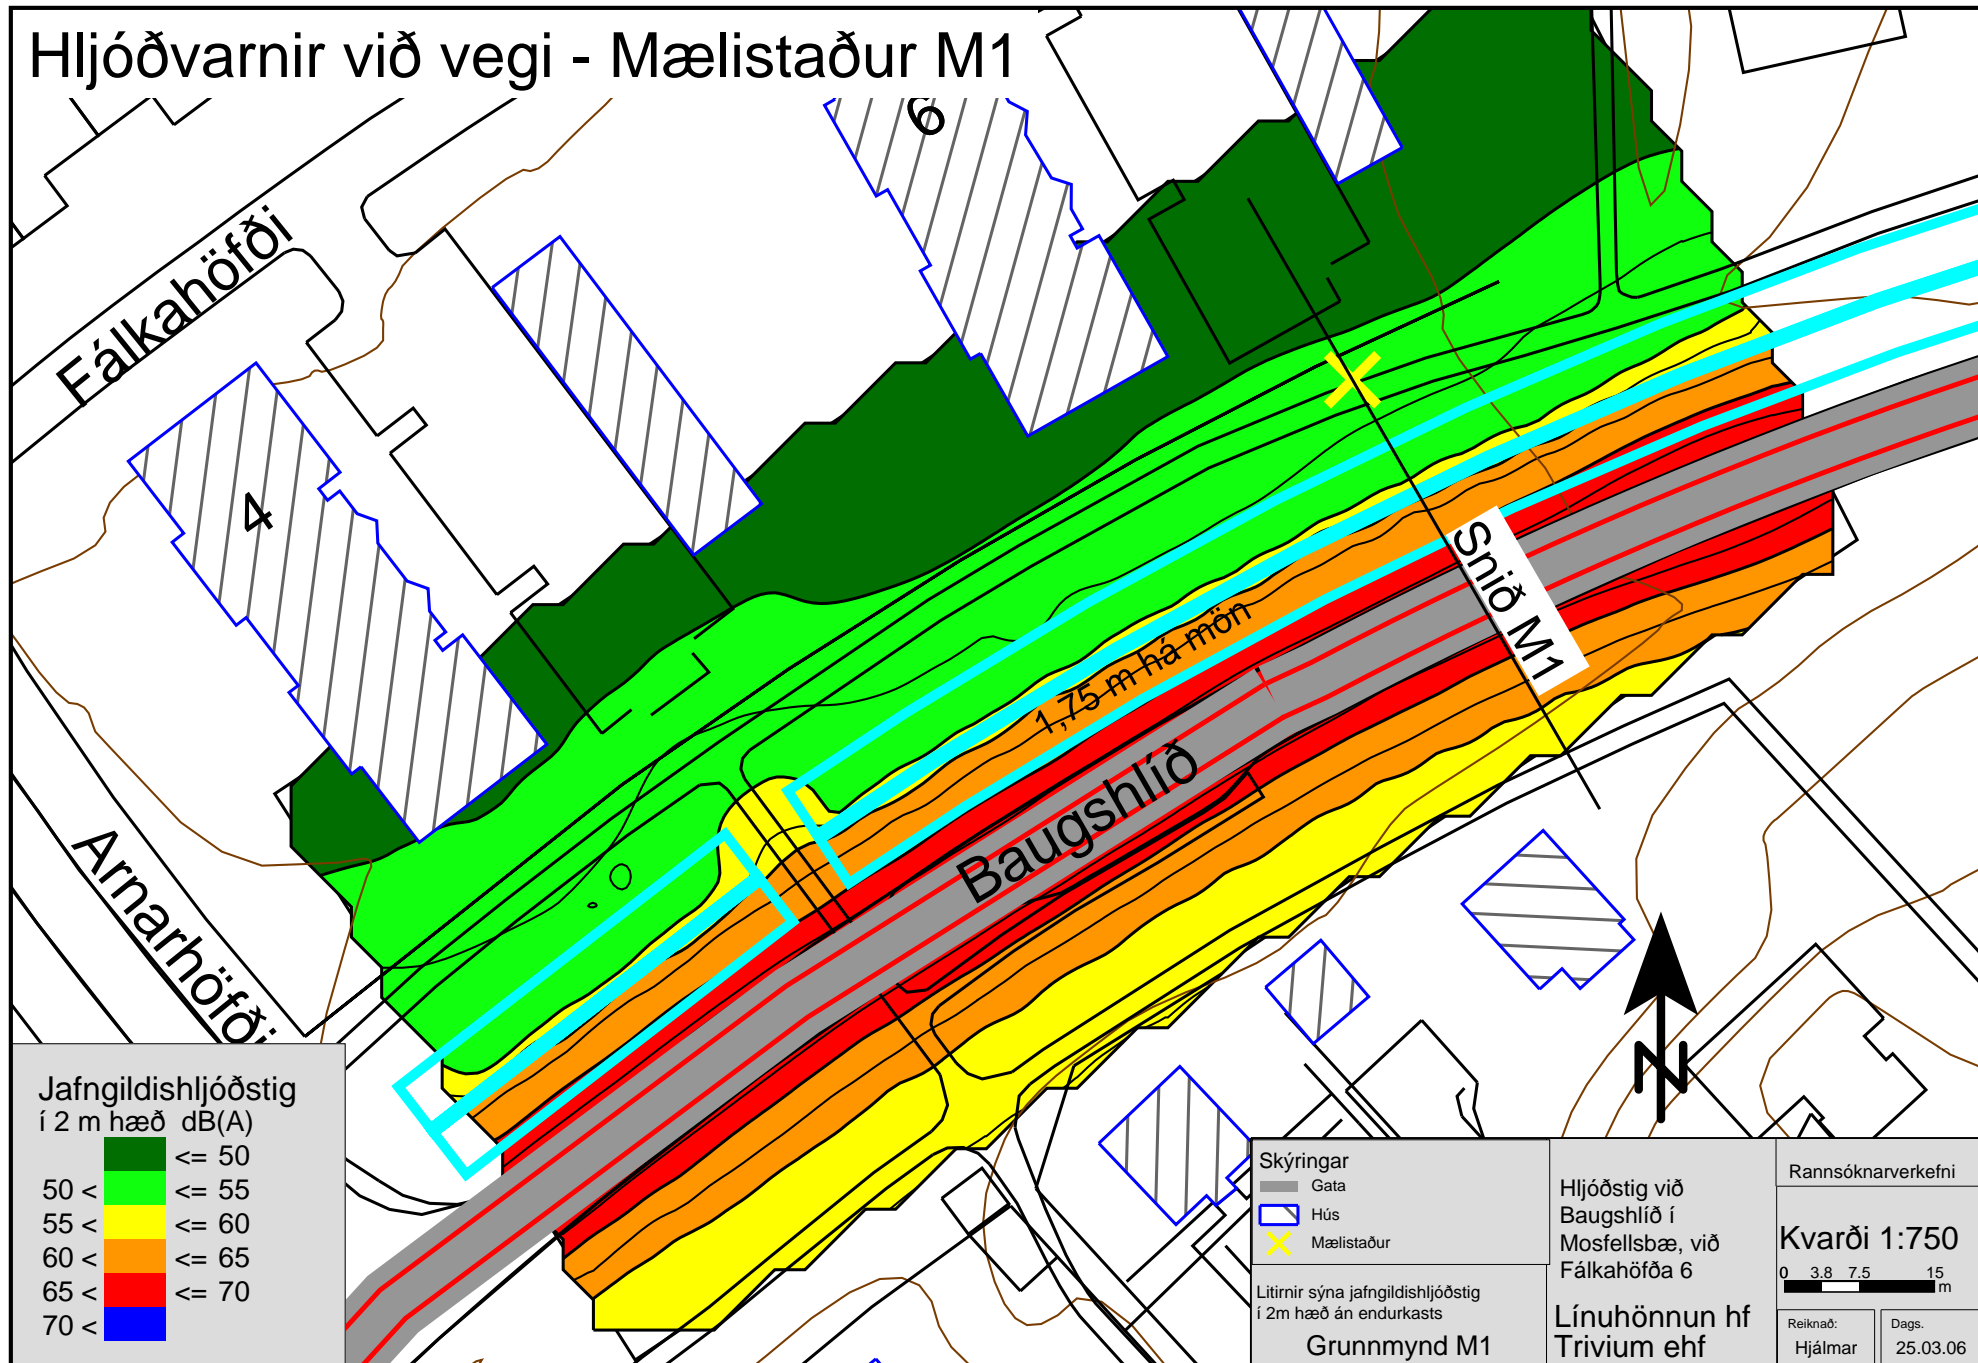 Hljóðvarnir við vegi - Mælistaður M1
6
Fálkahöfði
4
Snið M1
1,75 m há mön
Baugshlíð
Arnarhöfði
N
Jafngildishljóðstig
í 2 m hæð dB(A)
<= 50
50 < <= 55
55 < <= 60
60 < <= 65
65 < <= 70
70 <
Skýringar
Gata
Hús
Mælistaður
Litirnir sýna jafngildishljóðstig
í 2m hæð án endurkasts
Grunnmynd M1
Hljóðstig við
Baugshlíð í
Mosfellsbæ, við
Fálkahöfða 6
Línuhönnun hf
Trivium ehf
Rannsóknarverkefni
Kvarði 1:750
0 3.8 7.5 15
m
Reiknað:
Hjálmar
Dags.
25.03.06